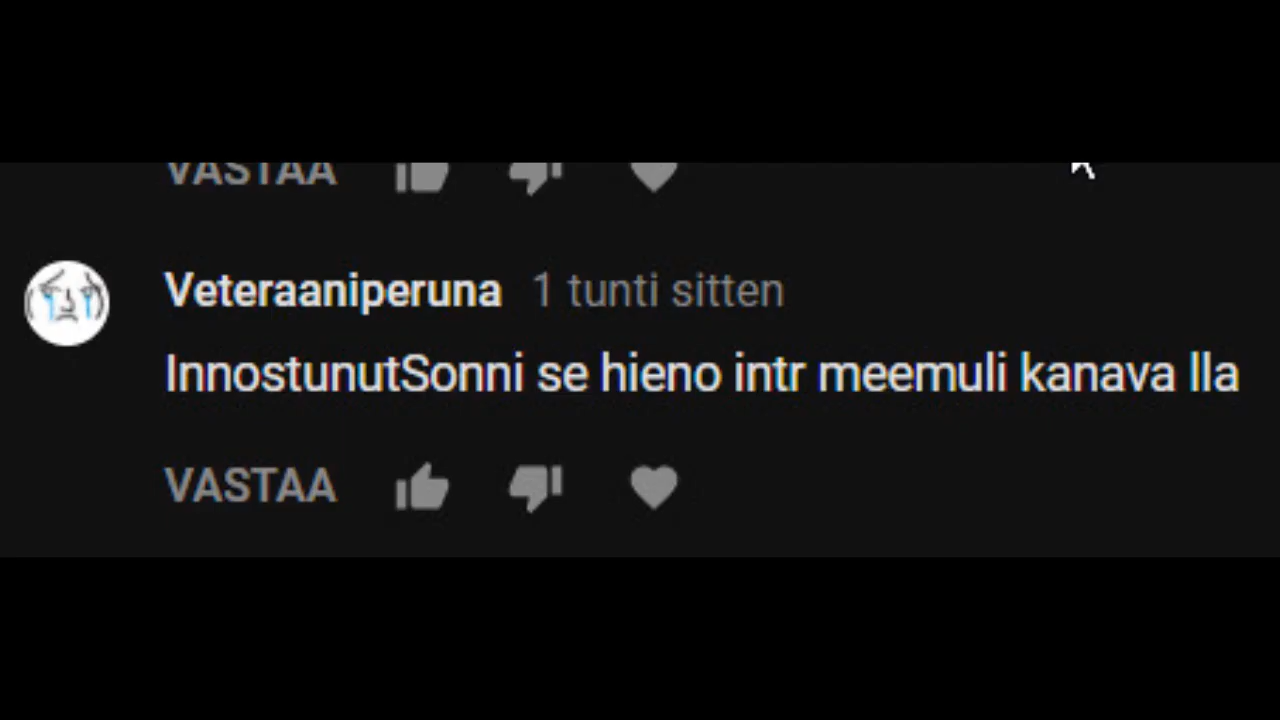 VASTAA
Veteraaniperuna 1 tunti sitten
InnostunutSonni se hieno intr meemuli kanava lla
VASTAA